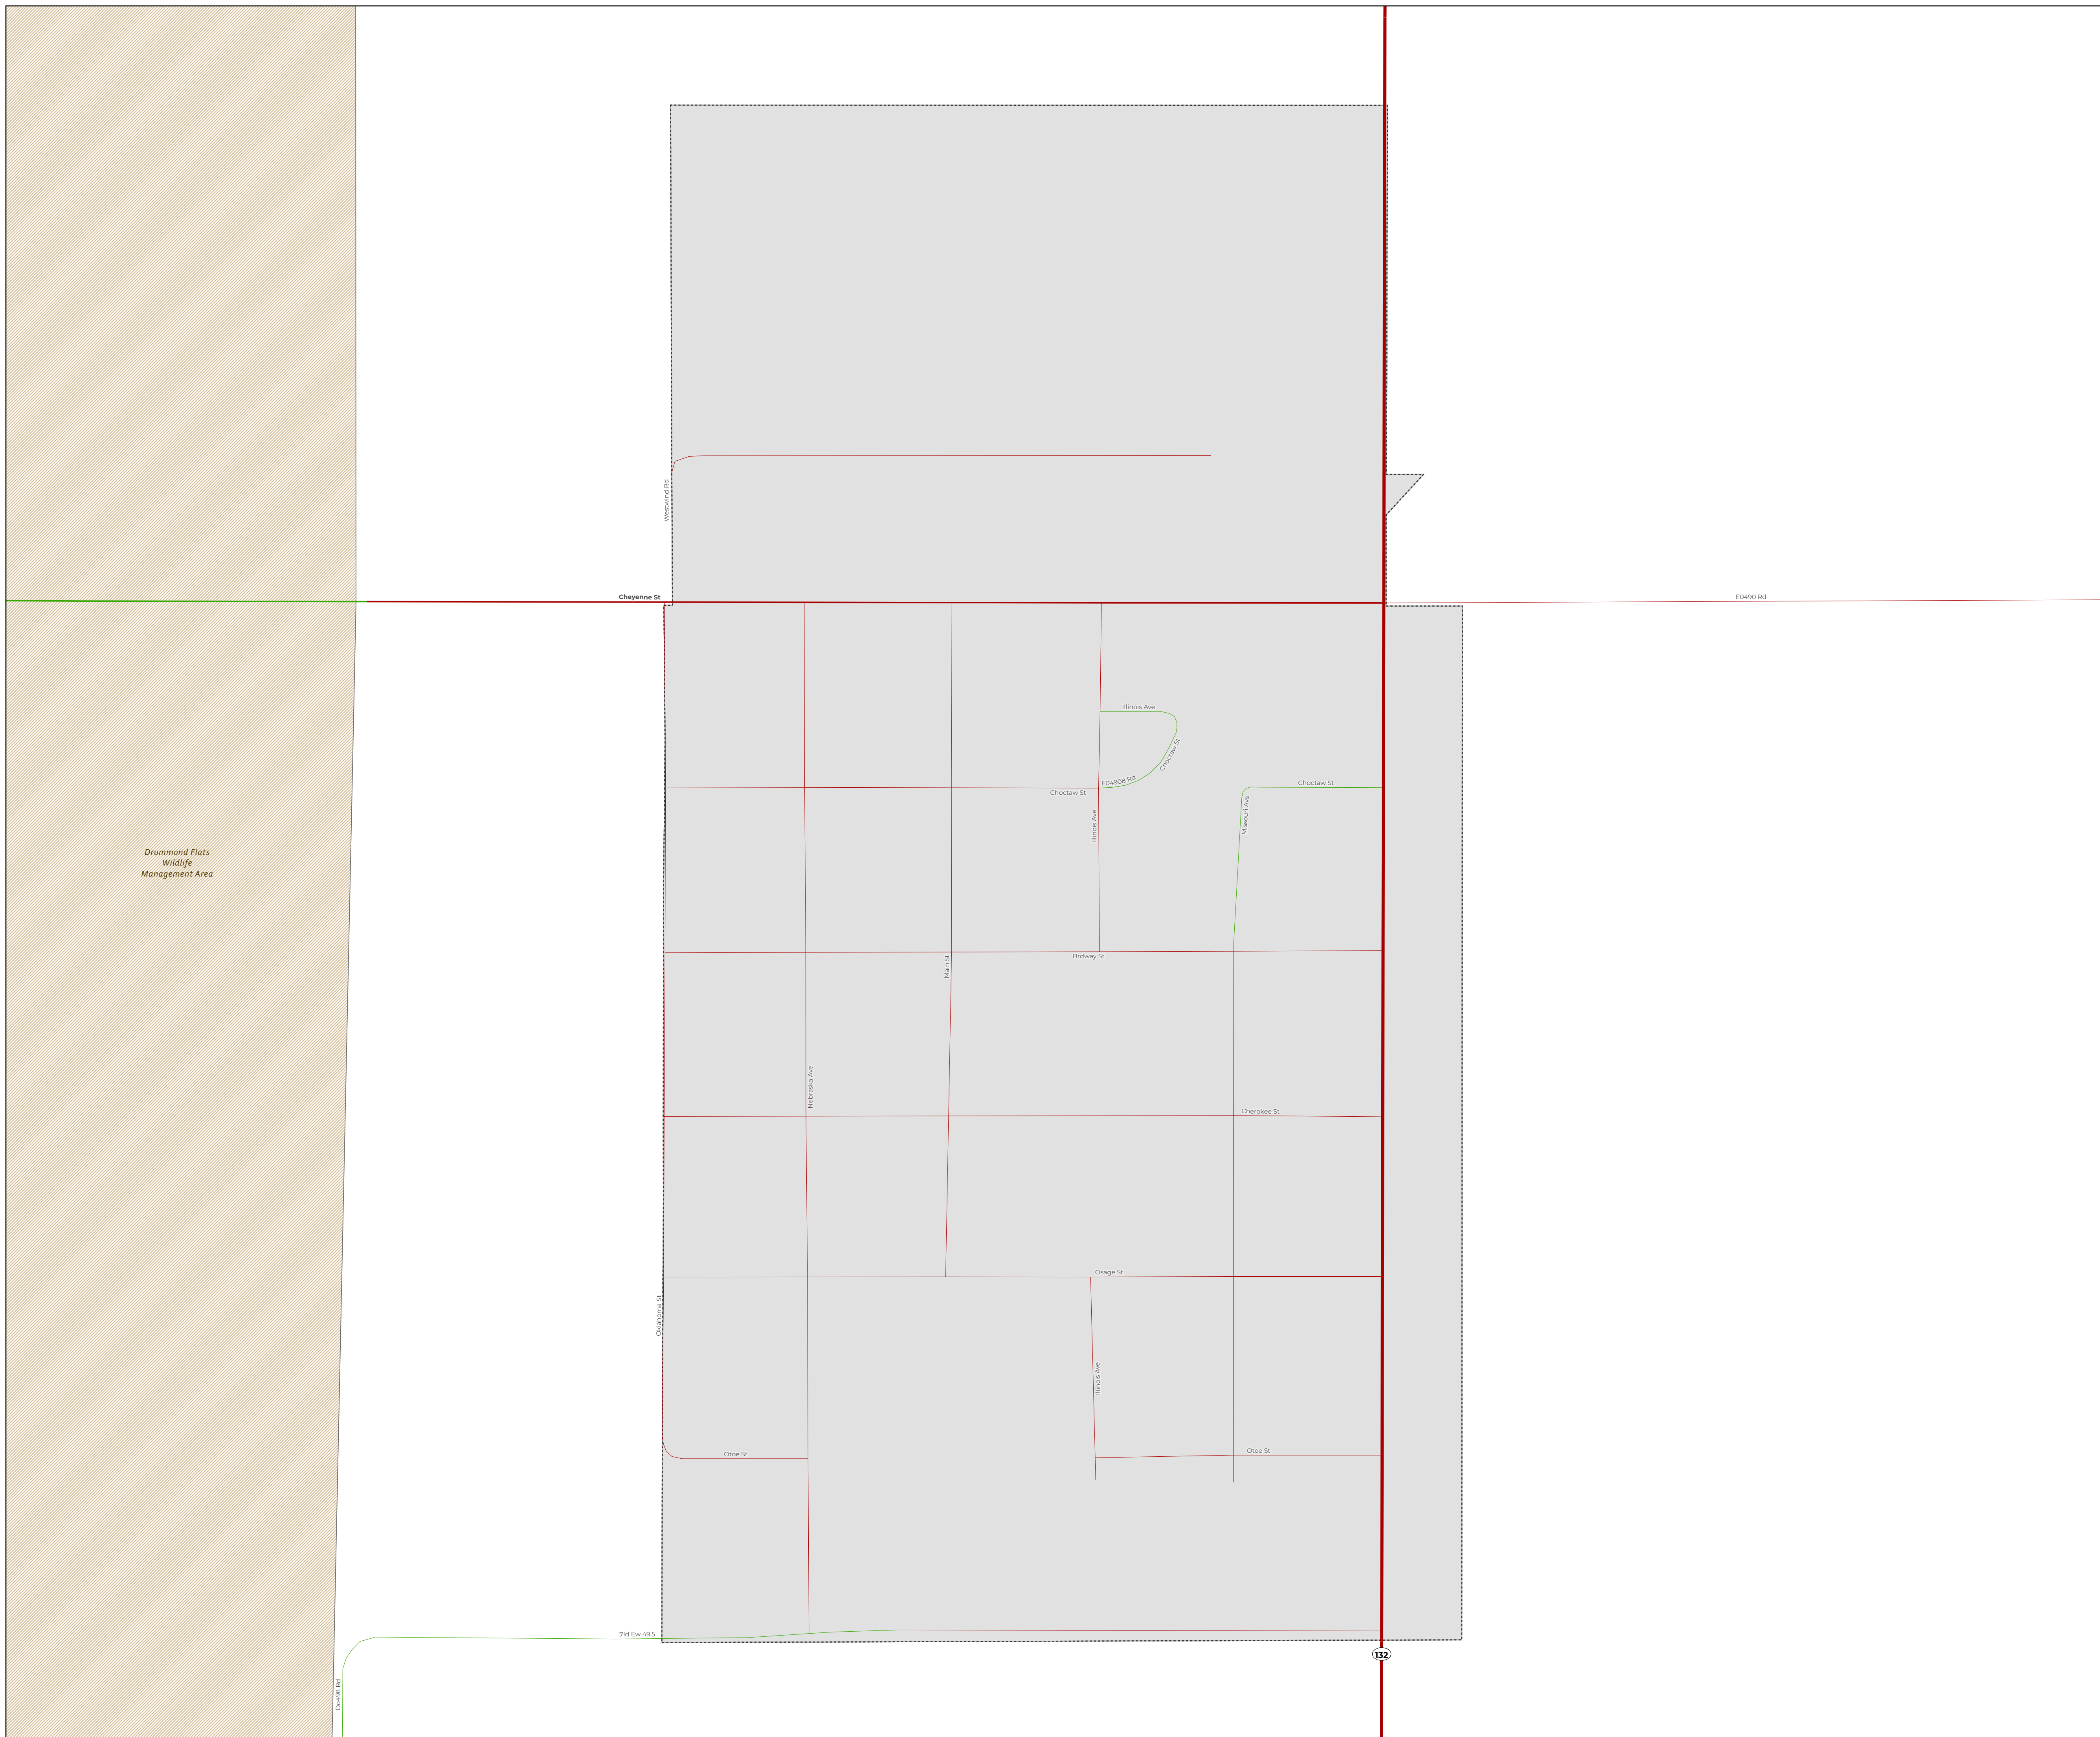 Westwind Rd
Cheyenne St
E0490 Rd
Illinois Ave
Choctaw St
E0490B Rd
Choctaw St
Choctaw St
Missouri Ave
Illinois Ave
Drummond Flats
Wildlife
Management Area
Brdway St
Main St
Nebraska Ave
Cherokee St
Osage St
Oklahoma St
Illinois Ave
Otoe St
Otoe St
7ld Ew 49.5
132
Do498 Rd